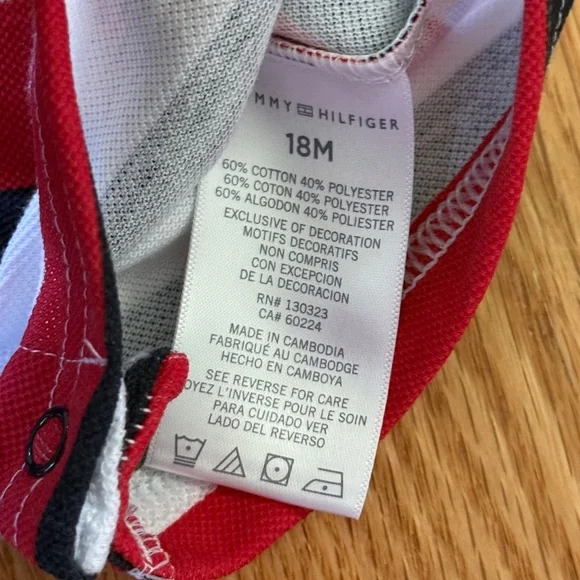 MMY HILFIGER
18M
60% COTTON 40% POLYESTER
60% COTON 40% POLYESTER
60% ALGODON 40% POLIESTER
EXCLUSIVE OF DECORATION
MOTIFS DECORATIFS
NON COMPRIS
CON EXCEPCION
DE LA DECORACION
RN# 130323
CA# 60224
MADE IN CAMBODIA
FABRIQUÉ AU CAMBODGE
HECHO EN CAMBOYA
SEE REVERSE FOR CARE
OYEZ L'INVERSE POUR LE SOIN
PARA CUIDADO VER
LADO DEL REVERSO